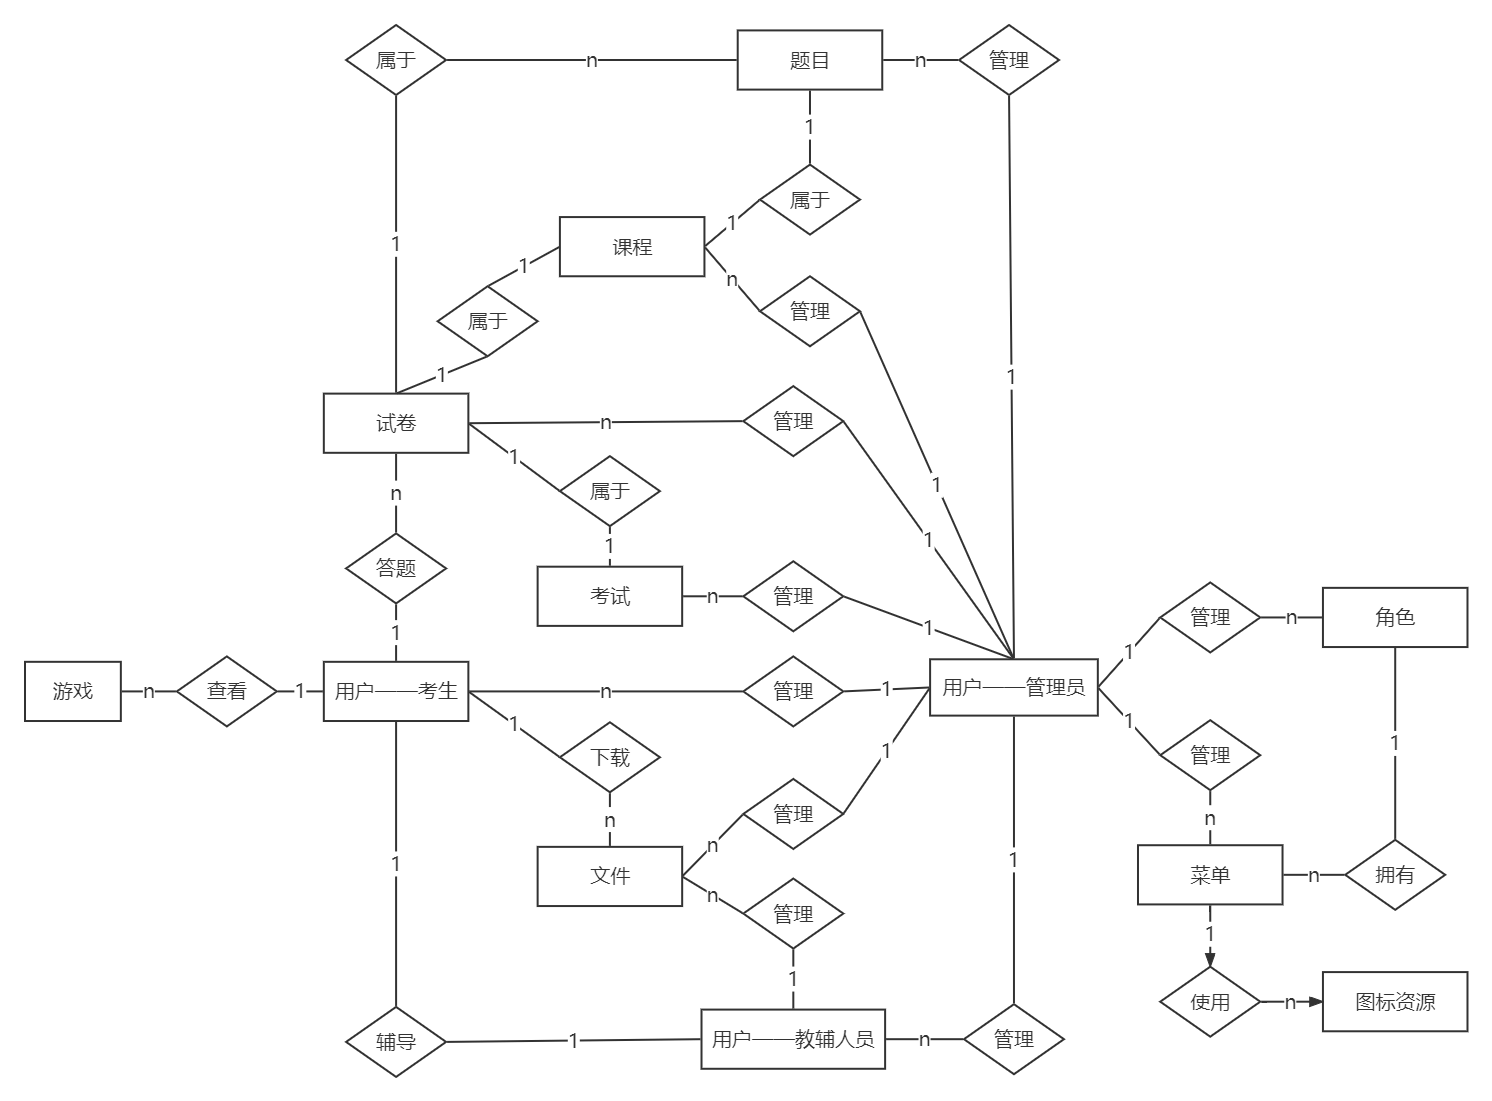 属于
n
题目
n
管理
1
属于
1
课程
1
n
管理
1
1
属于
1
1
试卷
n
管理
1
1
1
属于
n
1
答题
考试
n
管理
1
1
管理
n
角色
1
游戏
n
查看
1
用户——考生
n
管理
1
用户——管理员
1
1
下载
1
管理
1
n
管理
n
n
文件
1
1
菜单
n
拥有
n
管理
1
1
使用
n
图标资源
辅导
1
用户——教辅人员
n
管理